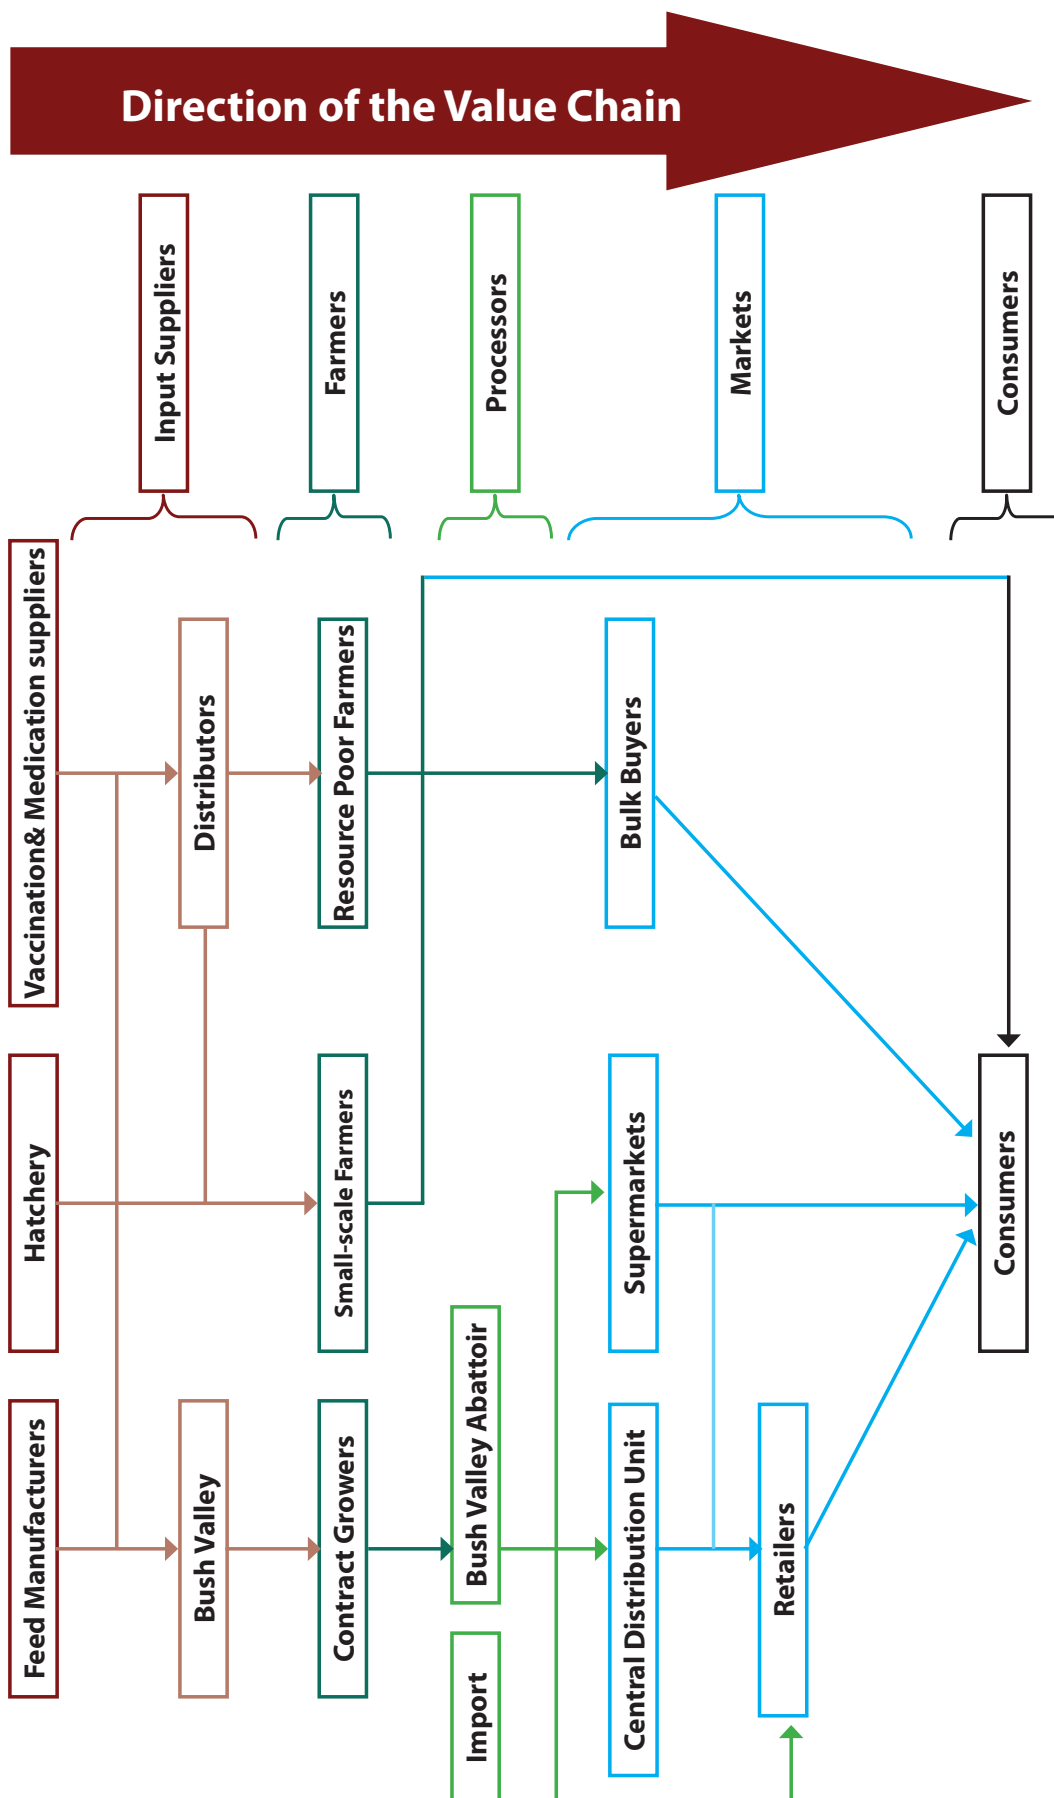 Direction of the Value Chain
Input Suppliers
Farmers
Processors
Markets
Consumers
Vaccination& Medication suppliers
Distributors
Resource Poor Farmers
Bulk Buyers
Hatchery
Small-scale Farmers
Supermarkets
Consumers
Feed Manufacturers
Bush Valley
Contract Growers
Bush Valley Abattoir
Import
Central Distribution Unit
Retailers